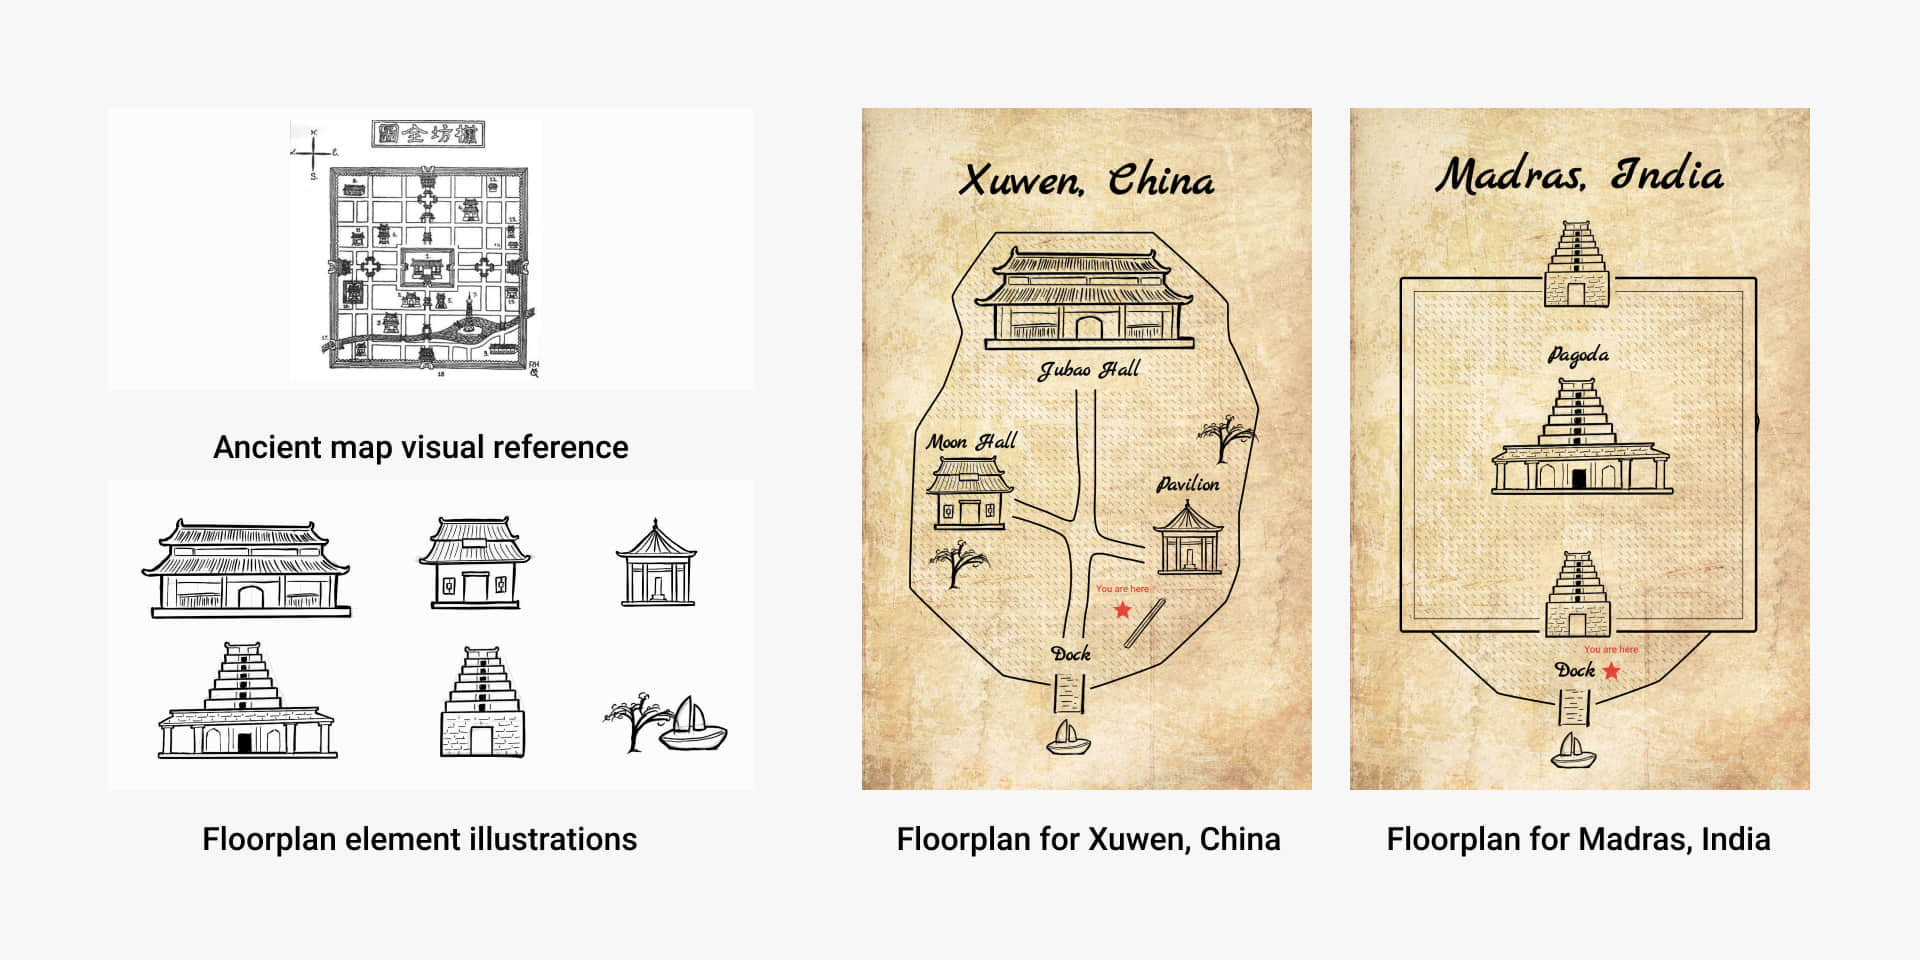 圖全坊檀
N.
S.
Ancient map visual reference
Floorplan element illustrations
Xuwen, China
Jubao Hall
Moon Hall
Pavilion
You are here
Dock
Floorplan for Xuwen, China
Madras, India
Pagoda
You are here
Dock
Floorplan for Madras, India